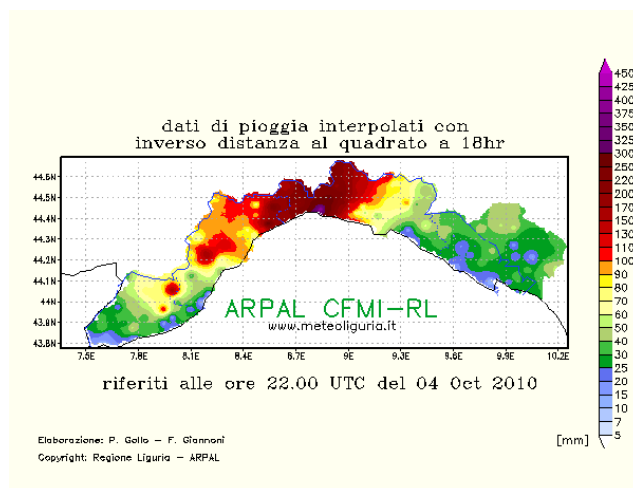 dati di pioggia interpolati con
inverso distanza al quadrato a 18hr
450
425
400
375
350
325
300
250
220
200
170
150
130
110
100
90
80
70
60
50
40
30
25
20
15
10
7
5
44.6N
44.5N
44.4N
44.3N
44.2N
44.1N
44N
43.9N
43.8N
ARPAL CFMI-RL
www.meteoliguria.it
7.5E 7.8E 8.1E 8.4E 8.7E 9E 9.3E 9.6E 9.9E 10.2E
riferiti alle ore 22.00 UTC del 04 Oct 2010
Elaborazione: P. Gollo - F. Giannoni
[mm]
Copyright: Regione Liguria - ARPAL